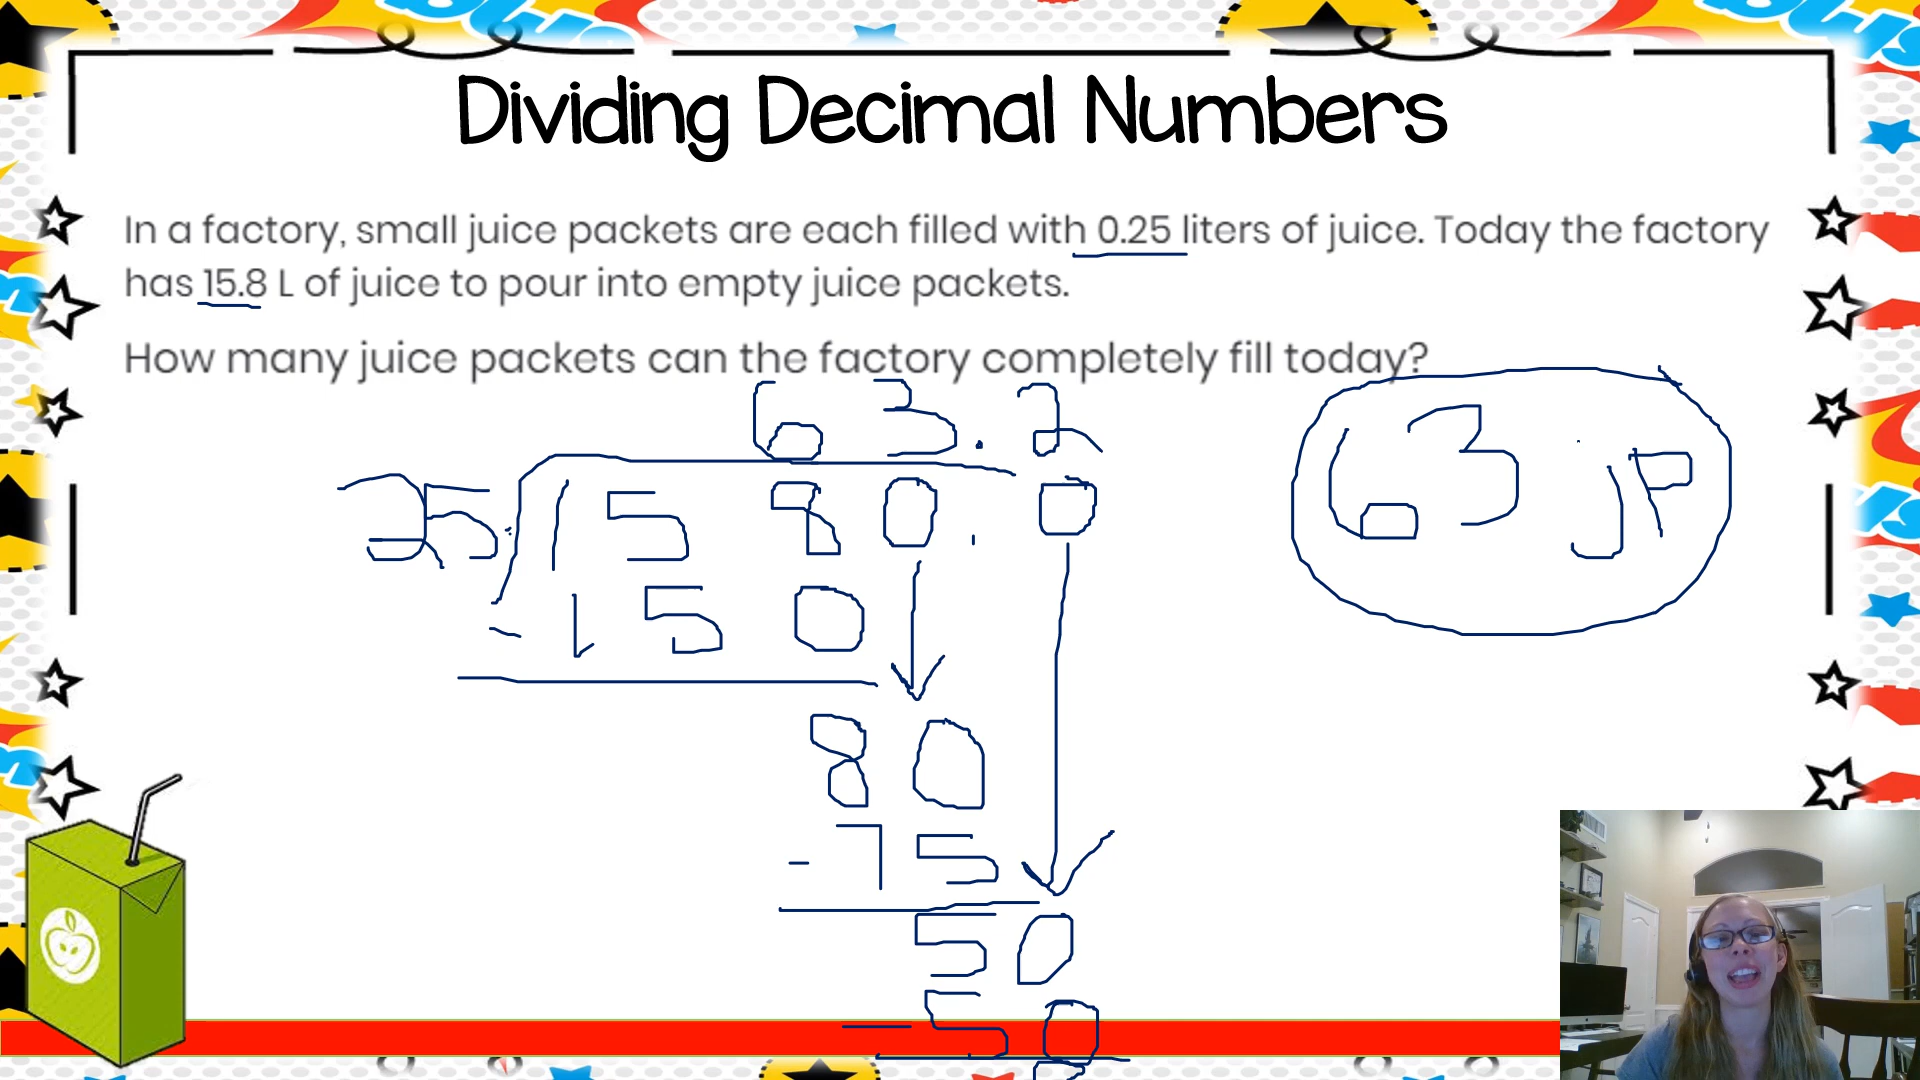 Dividing Decimal Numbers
In a factory, small juice packets are each filled with 0.25 liters of juice. Today the factory
has 15.8 L of juice to pour into empty juice packets.
How many juice packets can the factory completely fill today?
63.2
25. 1580.0
- 150
80
- 75
50
- 50
0
63 JP